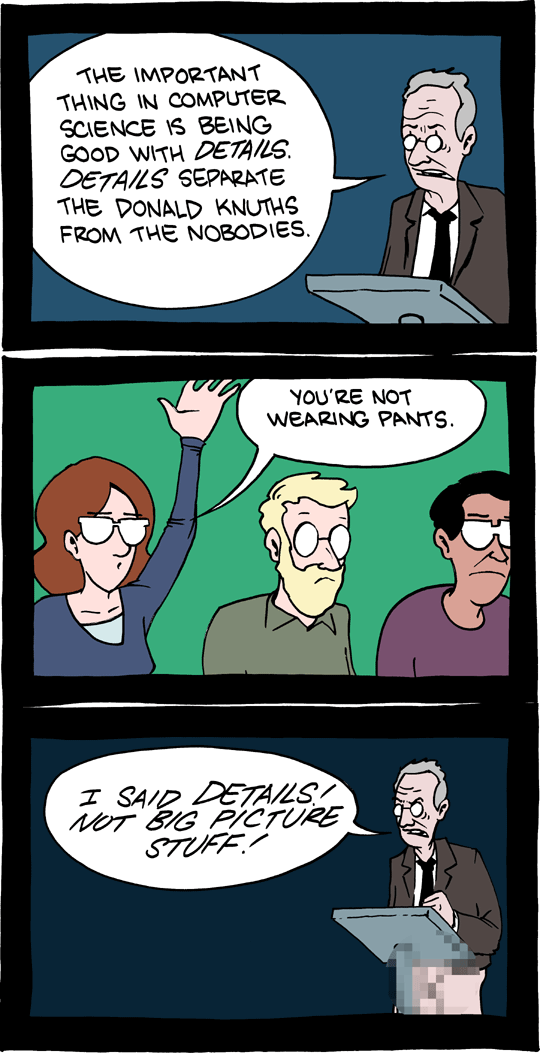 THE IMPORTANT
THING IN COMPUTER
SCIENCE IS BEING
GOOD WITH DETAILS.
DETAILS SEPARATE
THE DONALD KNUTHS
FROM THE NOBODIES.
YOU'RE NOT
WEARING PANTS.
I SAID DETAILS!
NOT BIG PICTURE
STUFF!